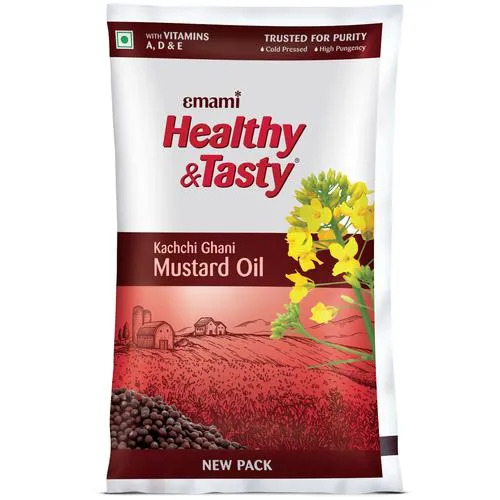 WITH VITAMINS
A, D & E
TRUSTED FOR PURITY
Cold Pressed High Pungency
emami*
Healthy
&Tasty®
Kachchi Ghani
Mustard Oil
NEW PACK